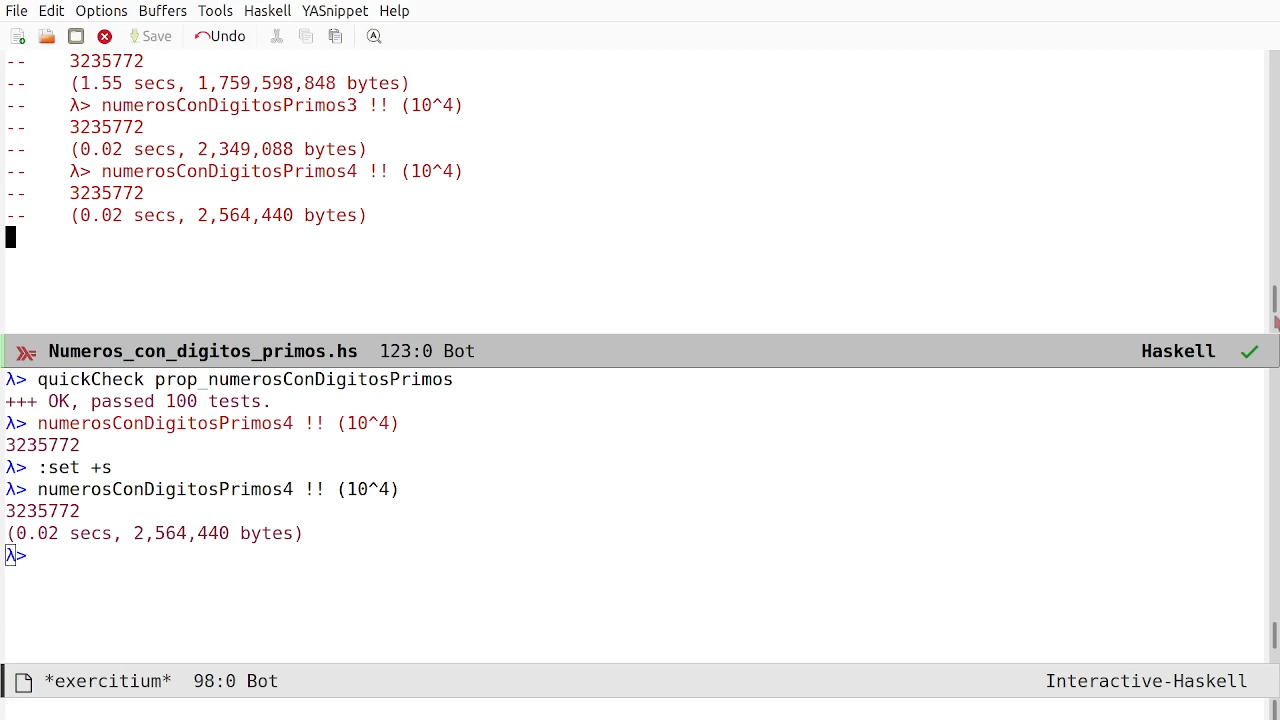 File Edit Options Buffers Tools Haskell YASnippet Help
Save Undo
-- 3235772
-- (1.55 secs, 1,759,598,848 bytes)
-- λ> numerosConDigitosPrimos3 !! (10^4)
-- 3235772
-- (0.02 secs, 2,349,088 bytes)
-- λ> numerosConDigitosPrimos4 !! (10^4)
-- 3235772
-- (0.02 secs, 2,564,440 bytes)
Numeros_con_digitos_primos.hs 123:0 Bot Haskell
λ> quickCheck prop_numerosConDigitosPrimos
+++ OK, passed 100 tests.
λ> numerosConDigitosPrimos4 !! (10^4)
3235772
λ> :set +s
λ> numerosConDigitosPrimos4 !! (10^4)
3235772
(0.02 secs, 2,564,440 bytes)
λ>
*exercitium* 98:0 Bot Interactive-Haskell